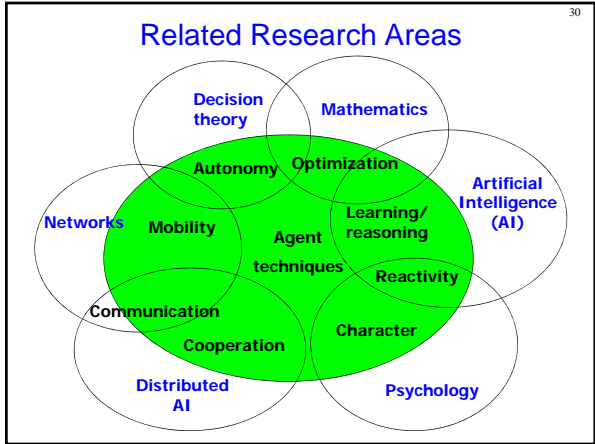 30
Related Research Areas
Decision
theory
Mathematics
Autonomy
Optimization
Artificial
Intelligence
(AI)
Networks
Mobility
Learning/
reasoning
Agent
techniques
Reactivity
Communication
Cooperation
Character
Distributed
AI
Psychology